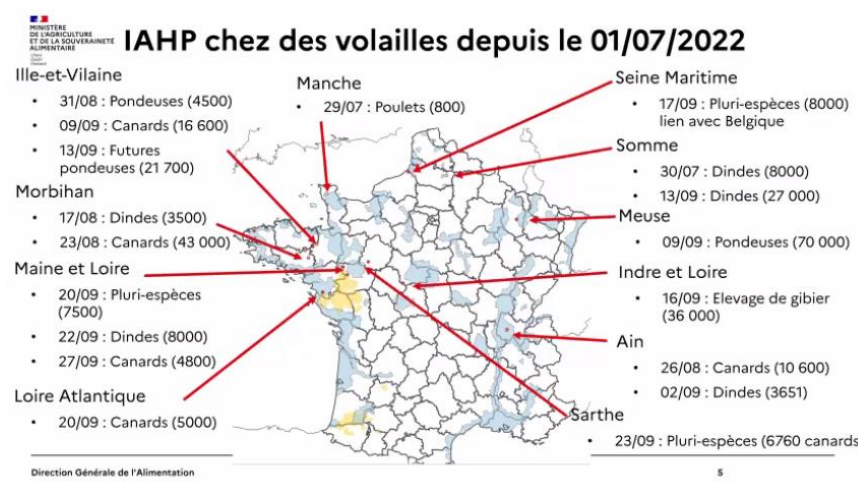 MINISTÈRE
DE L'AGRICULTURE
ET DE LA SOUVERAINETÉ
ALIMENTAIRE
IAHP chez des volailles depuis le 01/07/2022
Ille-et-Vilaine
• 31/08 : Pondeuses (4500)
• 09/09 : Canards (16 600)
• 13/09 : Futures
pondeuses (21 700)
Morbihan
• 17/08 : Dindes (3500)
• 23/08 : Canards (43 000)
Maine et Loire
• 20/09 : Pluri-espèces
(7500)
• 22/09 : Dindes (8000)
• 27/09 : Canards (4800)
Loire Atlantique
• 20/09 : Canards (5000)
Manche
• 29/07 : Poulets (800)
Seine Maritime
• 17/09 : Pluri-espèces (8000)
lien avec Belgique
Somme
• 30/07 : Dindes (8000)
• 13/09 : Dindes (27 000)
Meuse
• 09/09 : Pondeuses (70 000)
Indre et Loire
• 16/09 : Elevage de gibier
(36 000)
Ain
• 26/08 : Canards (10 600)
• 02/09 : Dindes (3651)
Sarthe
• 23/09 : Pluri-espèces (6760 canards
Direction Générale de l'Alimentation
5